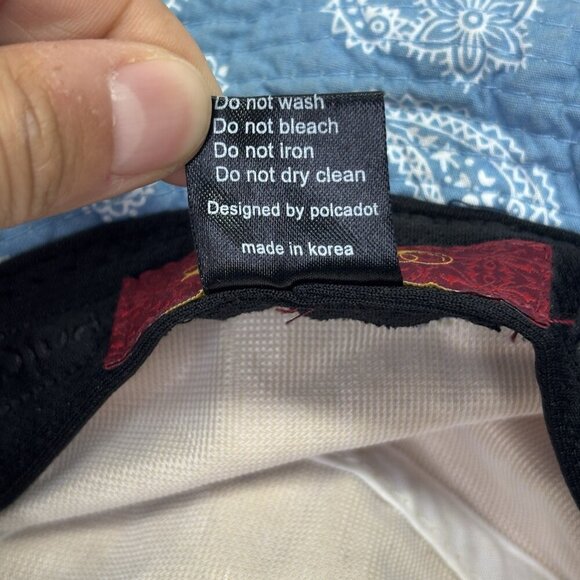 Do not wash
Do not bleach
Do not iron
Do not dry clean
Designed by polcadot
made in korea